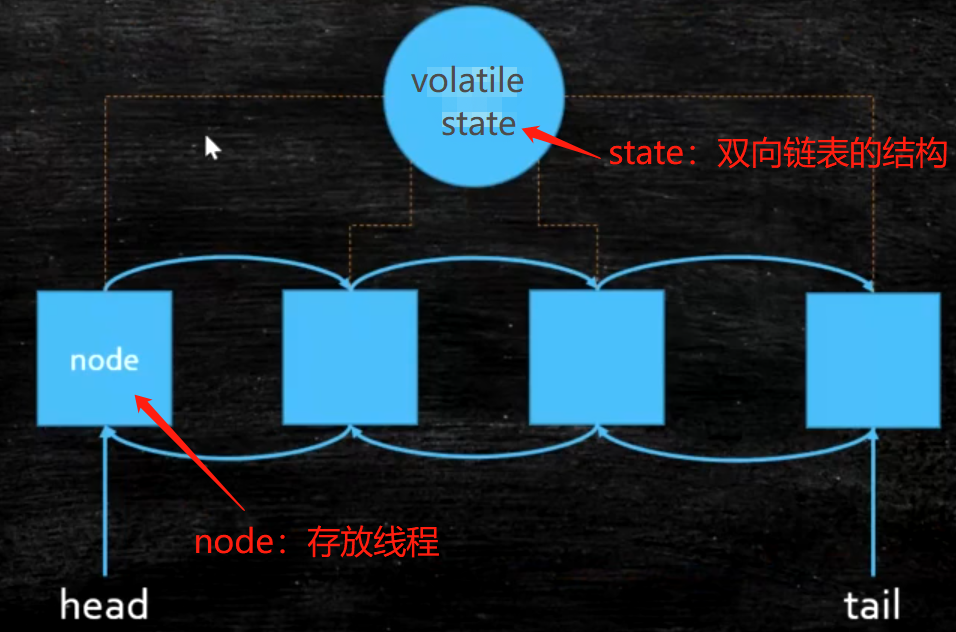 volatile
state
state：双向链表的结构
node
node：存放线程
head
tail